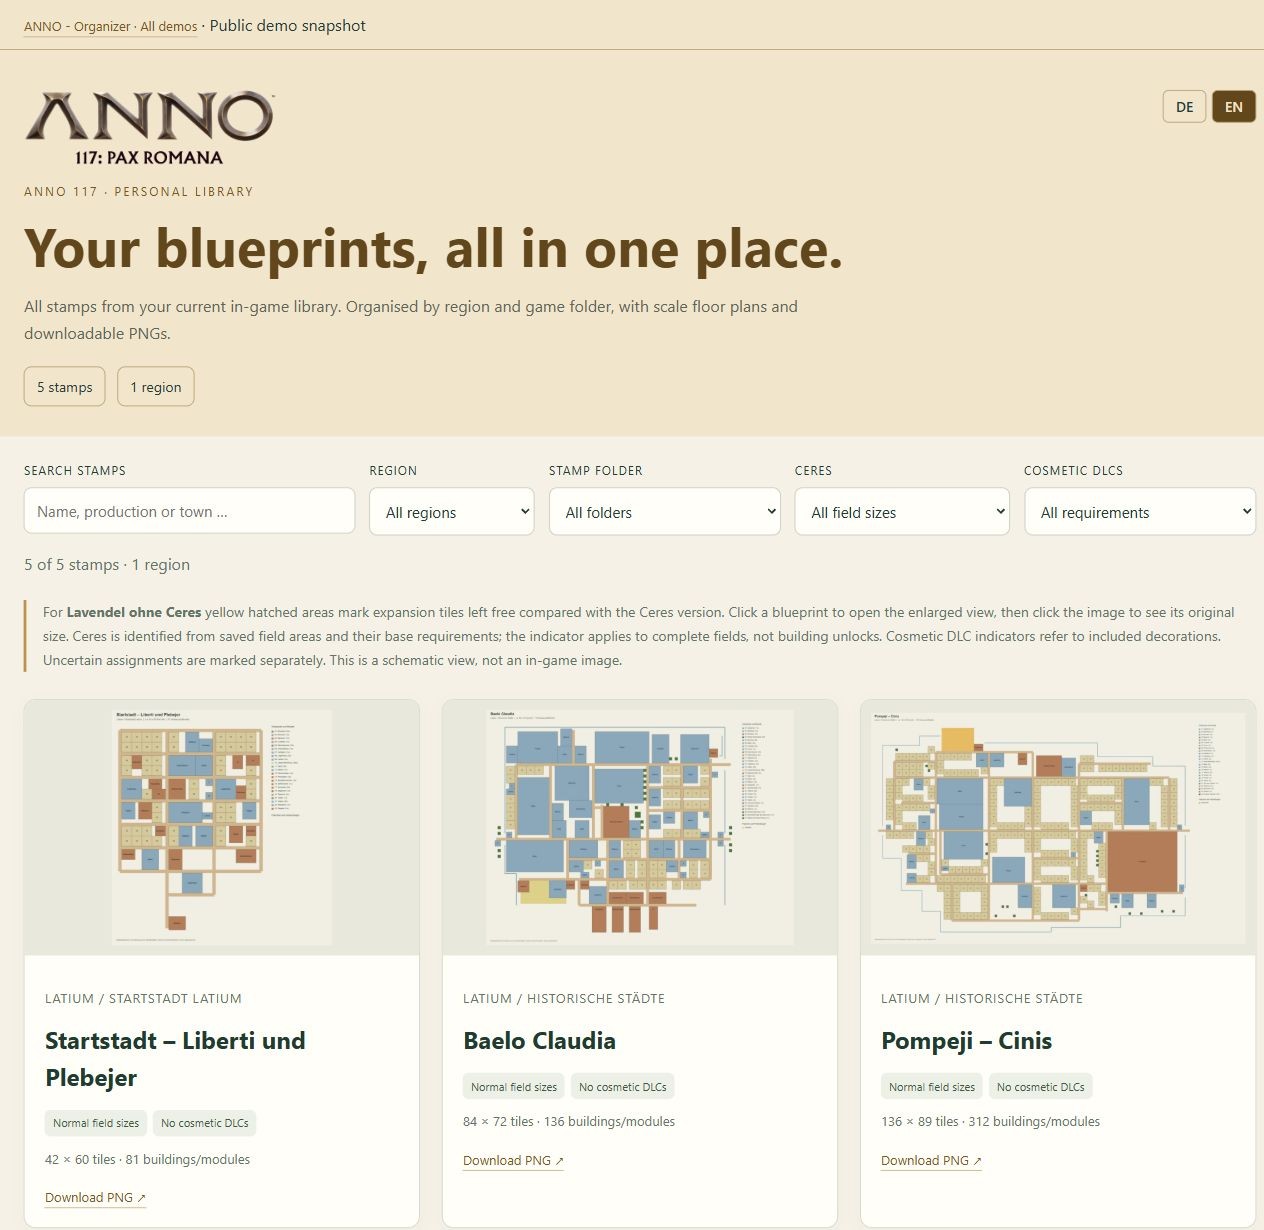 ANNO - Organizer · All demos · Public demo snapshot
ANNO
117: PAX ROMANA
DE
EN
ANNO 117 · PERSONAL LIBRARY
Your blueprints, all in one place.
All stamps from your current in-game library. Organised by region and game folder, with scale floor plans and
downloadable PNGs.
5 stamps
1 region
SEARCH STAMPS
REGION
STAMP FOLDER
CERES
COSMETIC DLCS
Name, production or town ...
All regions
All folders
All field sizes
All requirements
5 of 5 stamps · 1 region
For Lavendel ohne Ceres yellow hatched areas mark expansion tiles left free compared with the Ceres version. Click a blueprint to open the enlarged view, then click the image to see its original
size. Ceres is identified from saved field areas and their base requirements; the indicator applies to complete fields, not building unlocks. Cosmetic DLC indicators refer to included decorations.
Uncertain assignments are marked separately. This is a schematic view, not an in-game image.
Startstadt – Liberti und Plebejer
Baelo Claudia
Pompeji – Cinis
LATIUM / STARTSTADT LATIUM
Startstadt – Liberti und
Plebejer
Normal field sizes
No cosmetic DLCs
42 × 60 tiles · 81 buildings/modules
Download PNG ↗
LATIUM / HISTORISCHE STÄDTE
Baelo Claudia
Normal field sizes
No cosmetic DLCs
84 × 72 tiles · 136 buildings/modules
Download PNG ↗
LATIUM / HISTORISCHE STÄDTE
Pompeji – Cinis
Normal field sizes
No cosmetic DLCs
136 × 89 tiles · 312 buildings/modules
Download PNG ↗